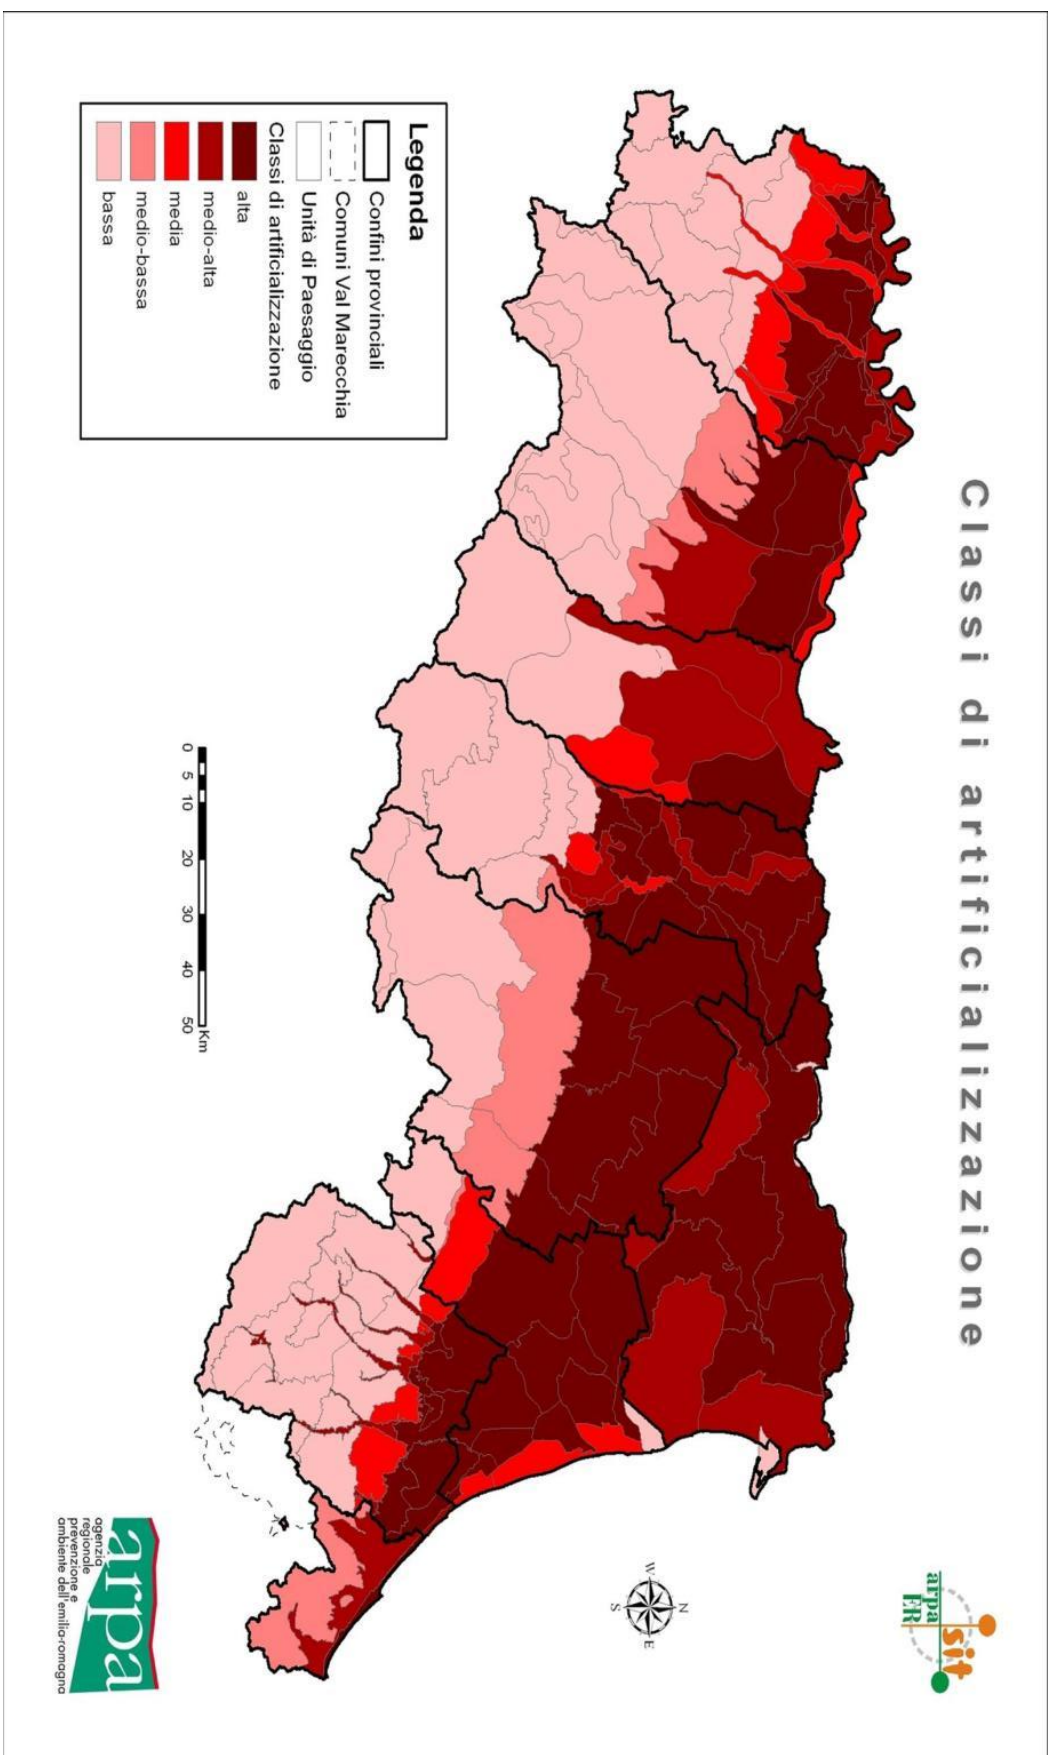 Classi di artificializzazione
sit
arpa
ER
N
W E
S
Legenda
Confini provinciali
Comuni Val Marecchia
Unità di Paesaggio
Classi di artificializzazione
alta
medio-alta
media
medio-bassa
bassa
0 5 10 20 30 40 50
Km
arpa
agenzia
regionale
prevenzione e
ambiente dell'emilia-romagna